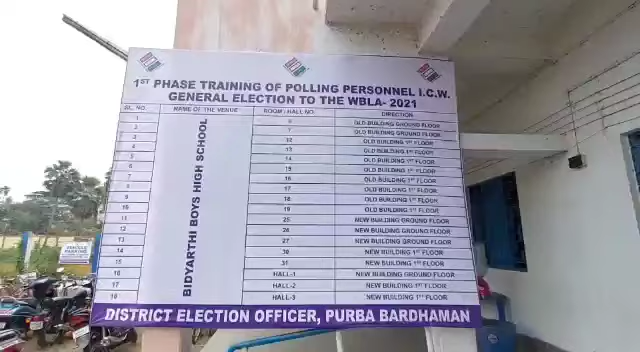 1ST PHASE TRAINING OF POLLING PERSONNEL I.C.W.
GENERAL ELECTION TO THE WBLA- 2021
SL. NO. NAME OF THE VENUE ROOM / HALL NO. DIRECTION
BIDYARTHI BOYS HIGH SCHOOL
1 6 OLD BUILDING GROUND FLOOR
2 7 OLD BUILDING GROUND FLOOR
3 12 OLD BUILDING 1ST FLOOR
4 13 OLD BUILDING 1ST FLOOR
5 14 OLD BUILDING 1ST FLOOR
6 15 OLD BUILDING 1ST FLOOR
7 16 OLD BUILDING 1ST FLOOR
8 17 OLD BUILDING 1ST FLOOR
9 18 OLD BUILDING 1ST FLOOR
10 19 OLD BUILDING 1ST FLOOR
11 25 NEW BUILDING GROUND FLOOR
12 26 NEW BUILDING GROUND FLOOR
13 27 NEW BUILDING GROUND FLOOR
14 30 NEW BUILDING 1ST FLOOR
15 31 NEW BUILDING 1ST FLOOR
16 HALL-1 NEW BUILDING GROUND FLOOR
17 HALL-2 NEW BUILDING 1ST FLOOR
18 HALL-3 NEW BUILDING 1ST FLOOR
DISTRICT ELECTION OFFICER, PURBA BARDHAMAN
VEHICLE
PARKING